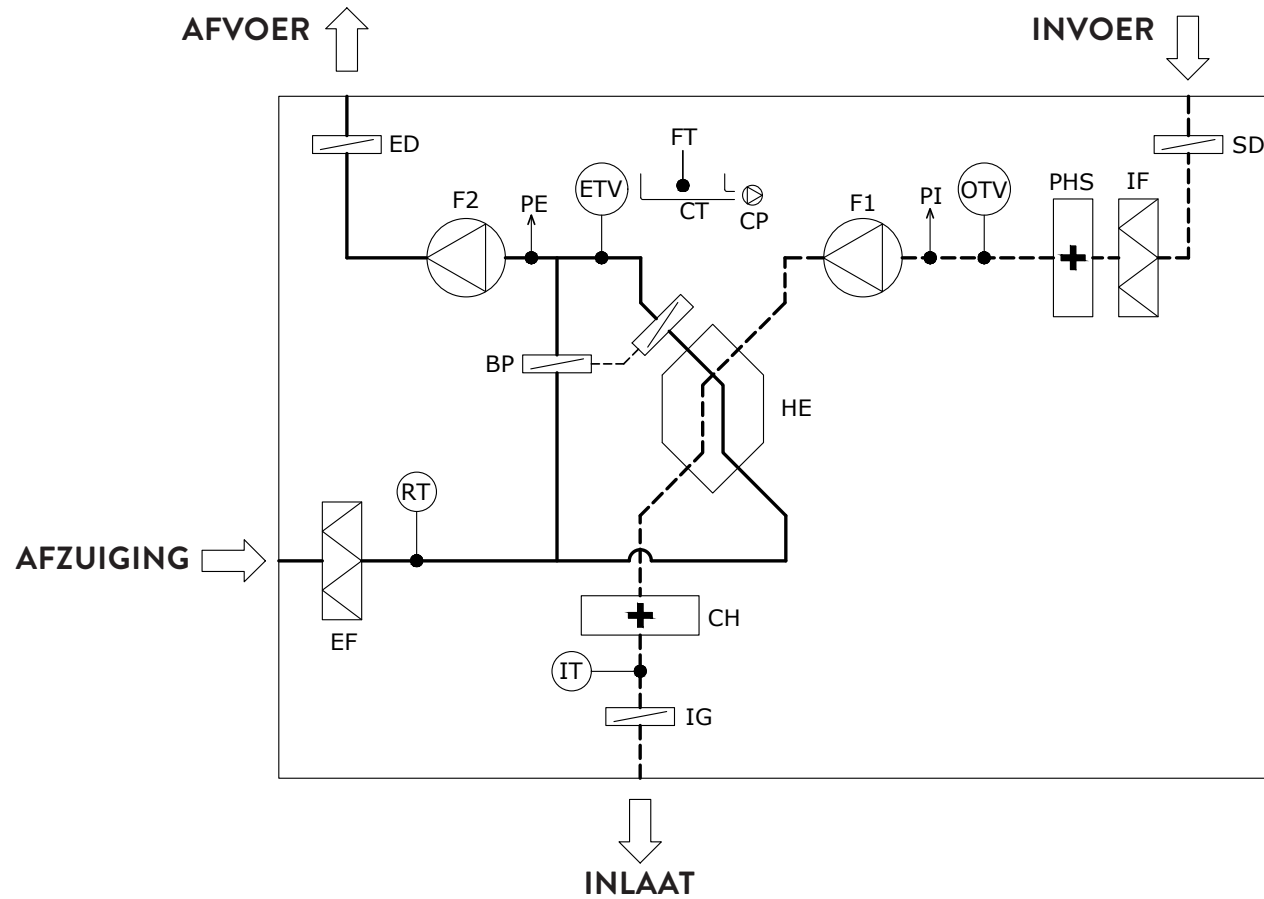 AFVOER
INVOER
ED
FT
SD
F2
PE
ETV
CT
CP
F1
PI
OTV
PHS
IF
BP
HE
RT
AFZUIGING
EF
CH
IT
IG
INLAAT